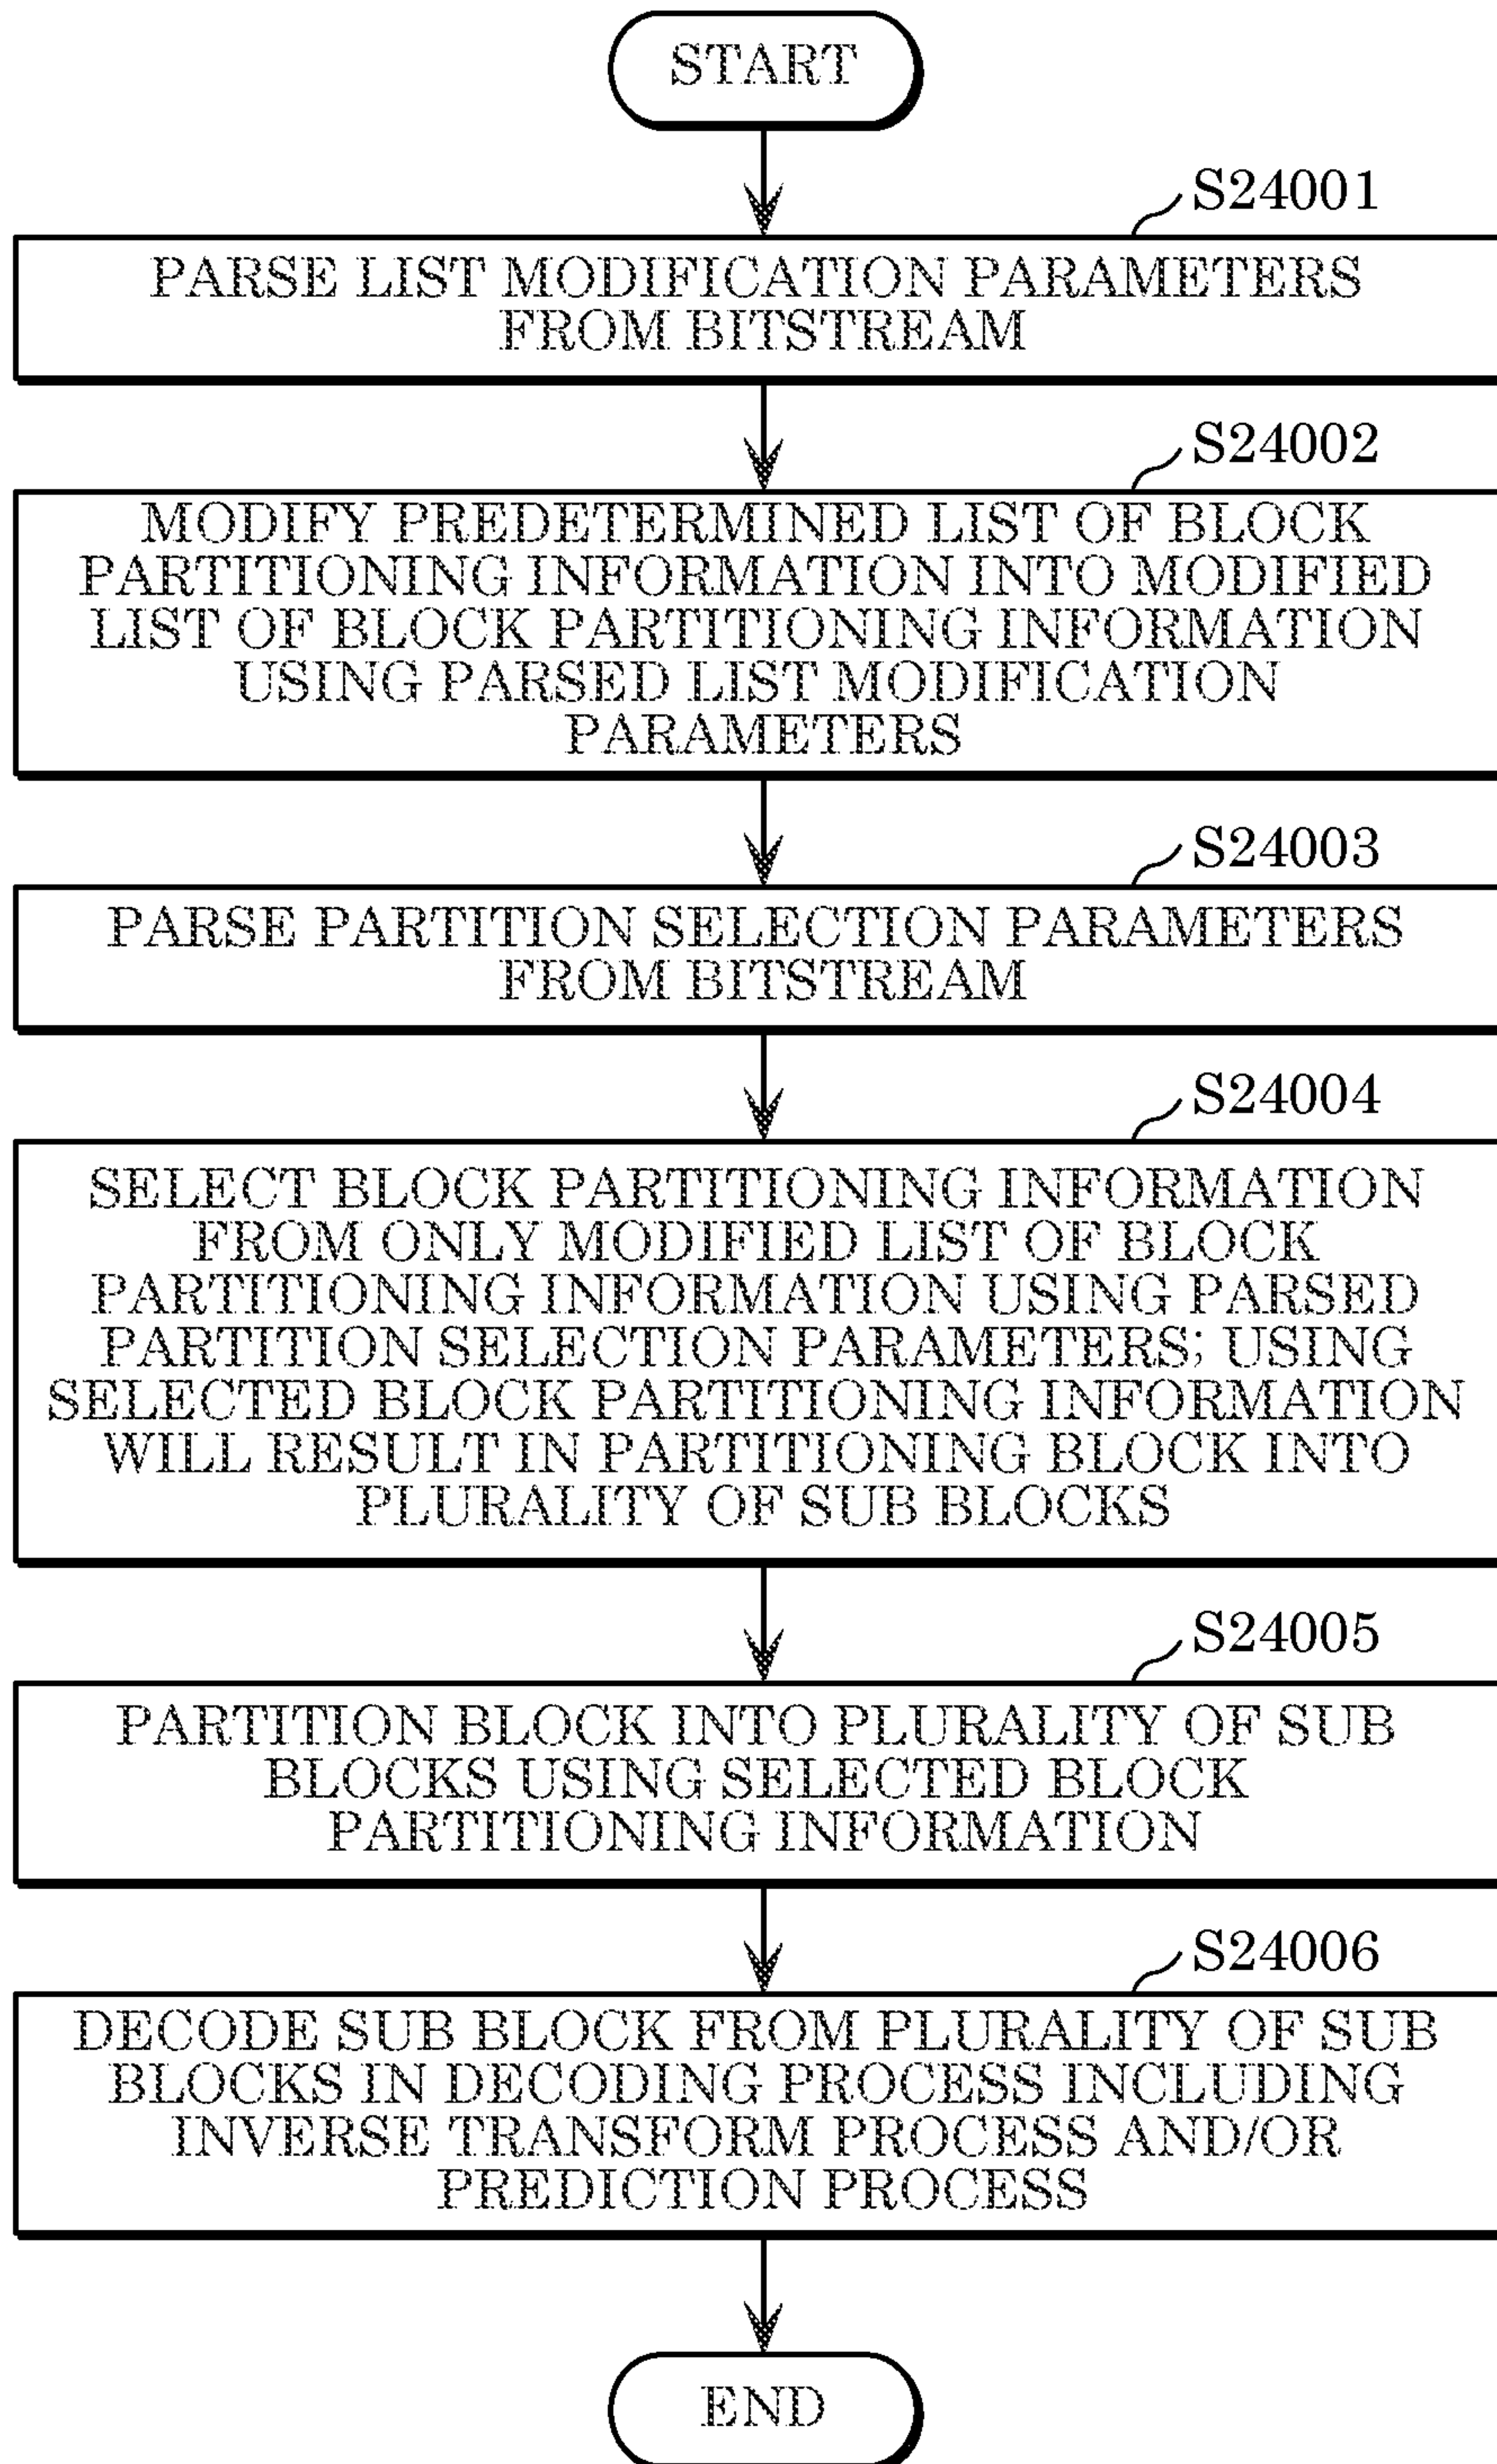 START
S24001
PARSE LIST MODIFICATION PARAMETERS
FROM BITSTREAM
S24002
MODIFY PREDETERMINED LIST OF BLOCK
PARTITIONING INFORMATION INTO MODIFIED
LIST OF BLOCK PARTITIONING INFORMATION
USING PARSED LIST MODIFICATION
PARAMETERS
S24003
PARSE PARTITION SELECTION PARAMETERS
FROM BITSTREAM
S24004
SELECT BLOCK PARTITIONING INFORMATION
FROM ONLY MODIFIED LIST OF BLOCK
PARTITIONING INFORMATION USING PARSED
PARTITION SELECTION PARAMETERS; USING
SELECTED BLOCK PARTITIONING INFORMATION
WILL RESULT IN PARTITIONING BLOCK INTO
PLURALITY OF SUB BLOCKS
S24005
PARTITION BLOCK INTO PLURALITY OF SUB
BLOCKS USING SELECTED BLOCK
PARTITIONING INFORMATION
S24006
DECODE SUB BLOCK FROM PLURALITY OF SUB
BLOCKS IN DECODING PROCESS INCLUDING
INVERSE TRANSFORM PROCESS AND/OR
PREDICTION PROCESS
END